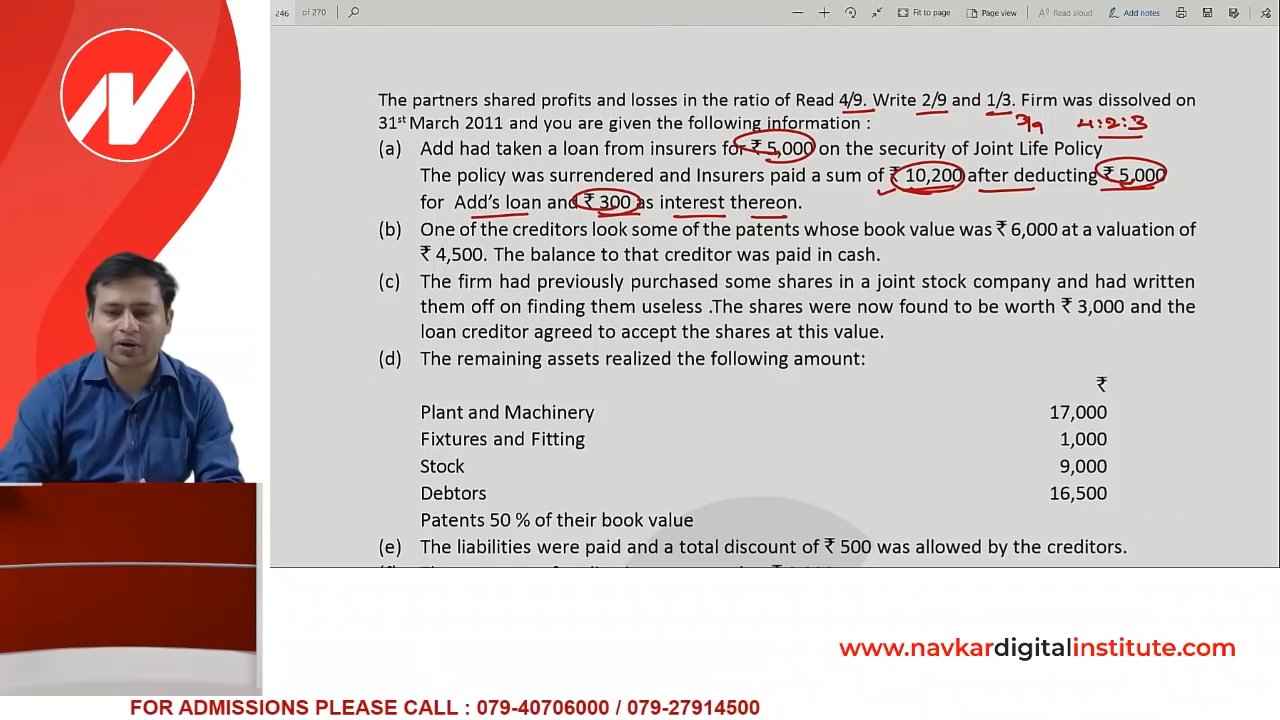 246 of 270
Fit to page
Page view
Read aloud
Add notes
The partners shared profits and losses in the ratio of Read 4/9. Write 2/9 and 1/3. Firm was dissolved on
31st March 2011 and you are given the following information :
3/9 4:2:3
(a) Add had taken a loan from insurers for ₹ 5,000 on the security of Joint Life Policy
The policy was surrendered and Insurers paid a sum of ₹ 10,200 after deducting ₹ 5,000
for Add's loan and ₹ 300 as interest thereon.
(b) One of the creditors look some of the patents whose book value was ₹ 6,000 at a valuation of
₹ 4,500. The balance to that creditor was paid in cash.
(c) The firm had previously purchased some shares in a joint stock company and had written
them off on finding them useless .The shares were now found to be worth ₹ 3,000 and the
loan creditor agreed to accept the shares at this value.
(d) The remaining assets realized the following amount:
₹
Plant and Machinery 17,000
Fixtures and Fitting 1,000
Stock 9,000
Debtors 16,500
Patents 50 % of their book value
(e) The liabilities were paid and a total discount of ₹ 500 was allowed by the creditors.
www.navkardigitalinstitute.com
FOR ADMISSIONS PLEASE CALL : 079-40706000 / 079-27914500